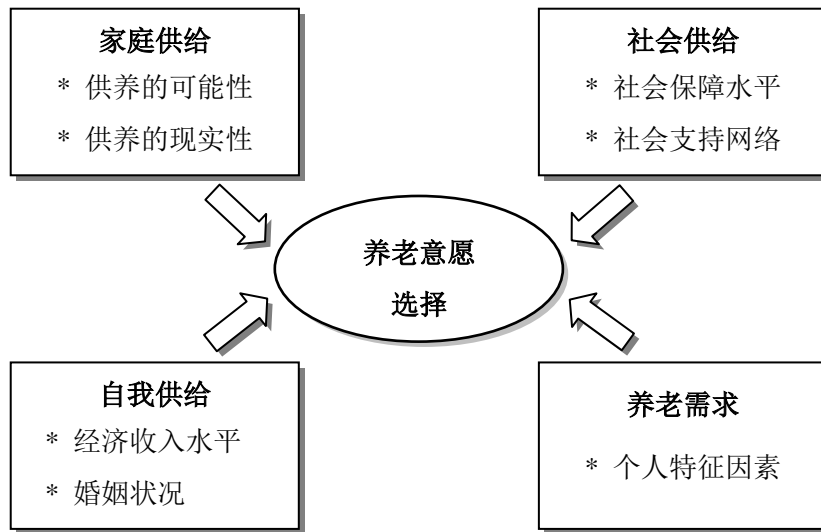 家庭供给
* 供养的可能性
* 供养的现实性
社会供给
* 社会保障水平
* 社会支持网络
养老意愿
选择
自我供给
* 经济收入水平
* 婚姻状况
养老需求
* 个人特征因素